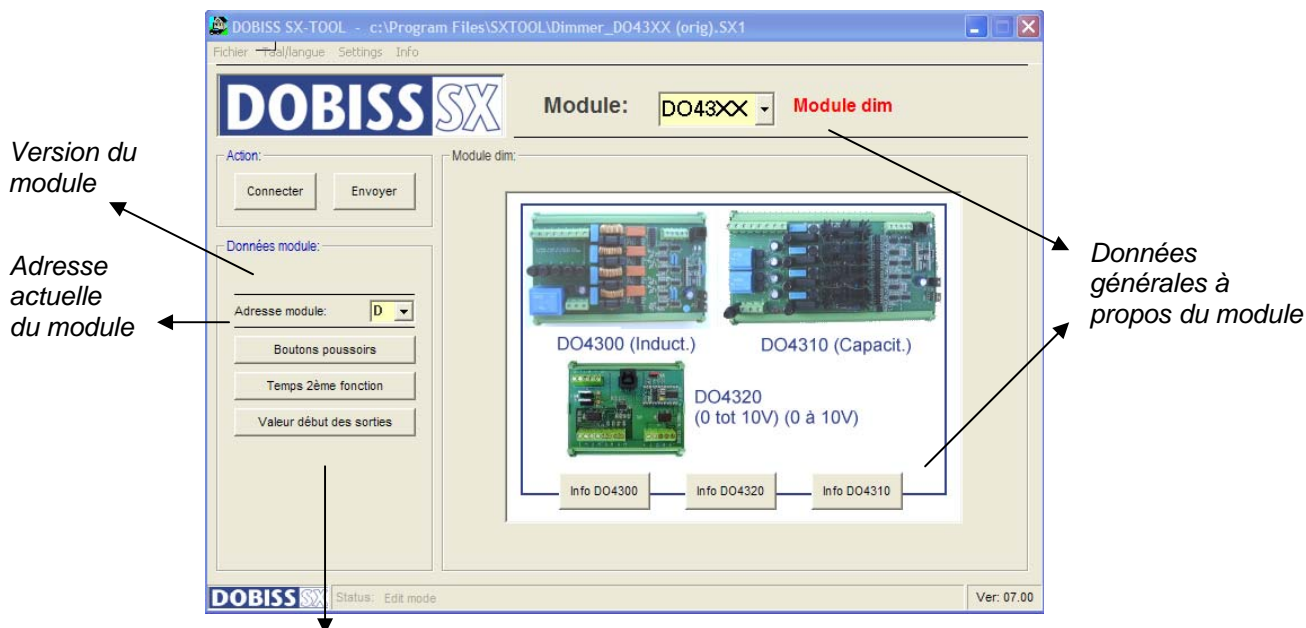 DOBISS SX-TOOL - c:\Program Files\SXTOOL\Dimmer_DO43XX (orig).SX1
Fichier Taal/langue Settings Info
DOBISS SX
Module: DO43XX Module dim
Version du
module
Action:
Connecter Envoyer
Module dim:
Données module:
Adresse
actuelle
du module
Adresse module: D
Boutons poussoirs
Temps 2ème fonction
Valeur début des sorties
DO4300 (Induct.) DO4310 (Capacit.)
DO4320
(0 tot 10V) (0 à 10V)
Info DO4300 Info DO4320 Info DO4310
Données
générales à
propos du module
DOBISS SX Status: Edit mode Ver: 07.00